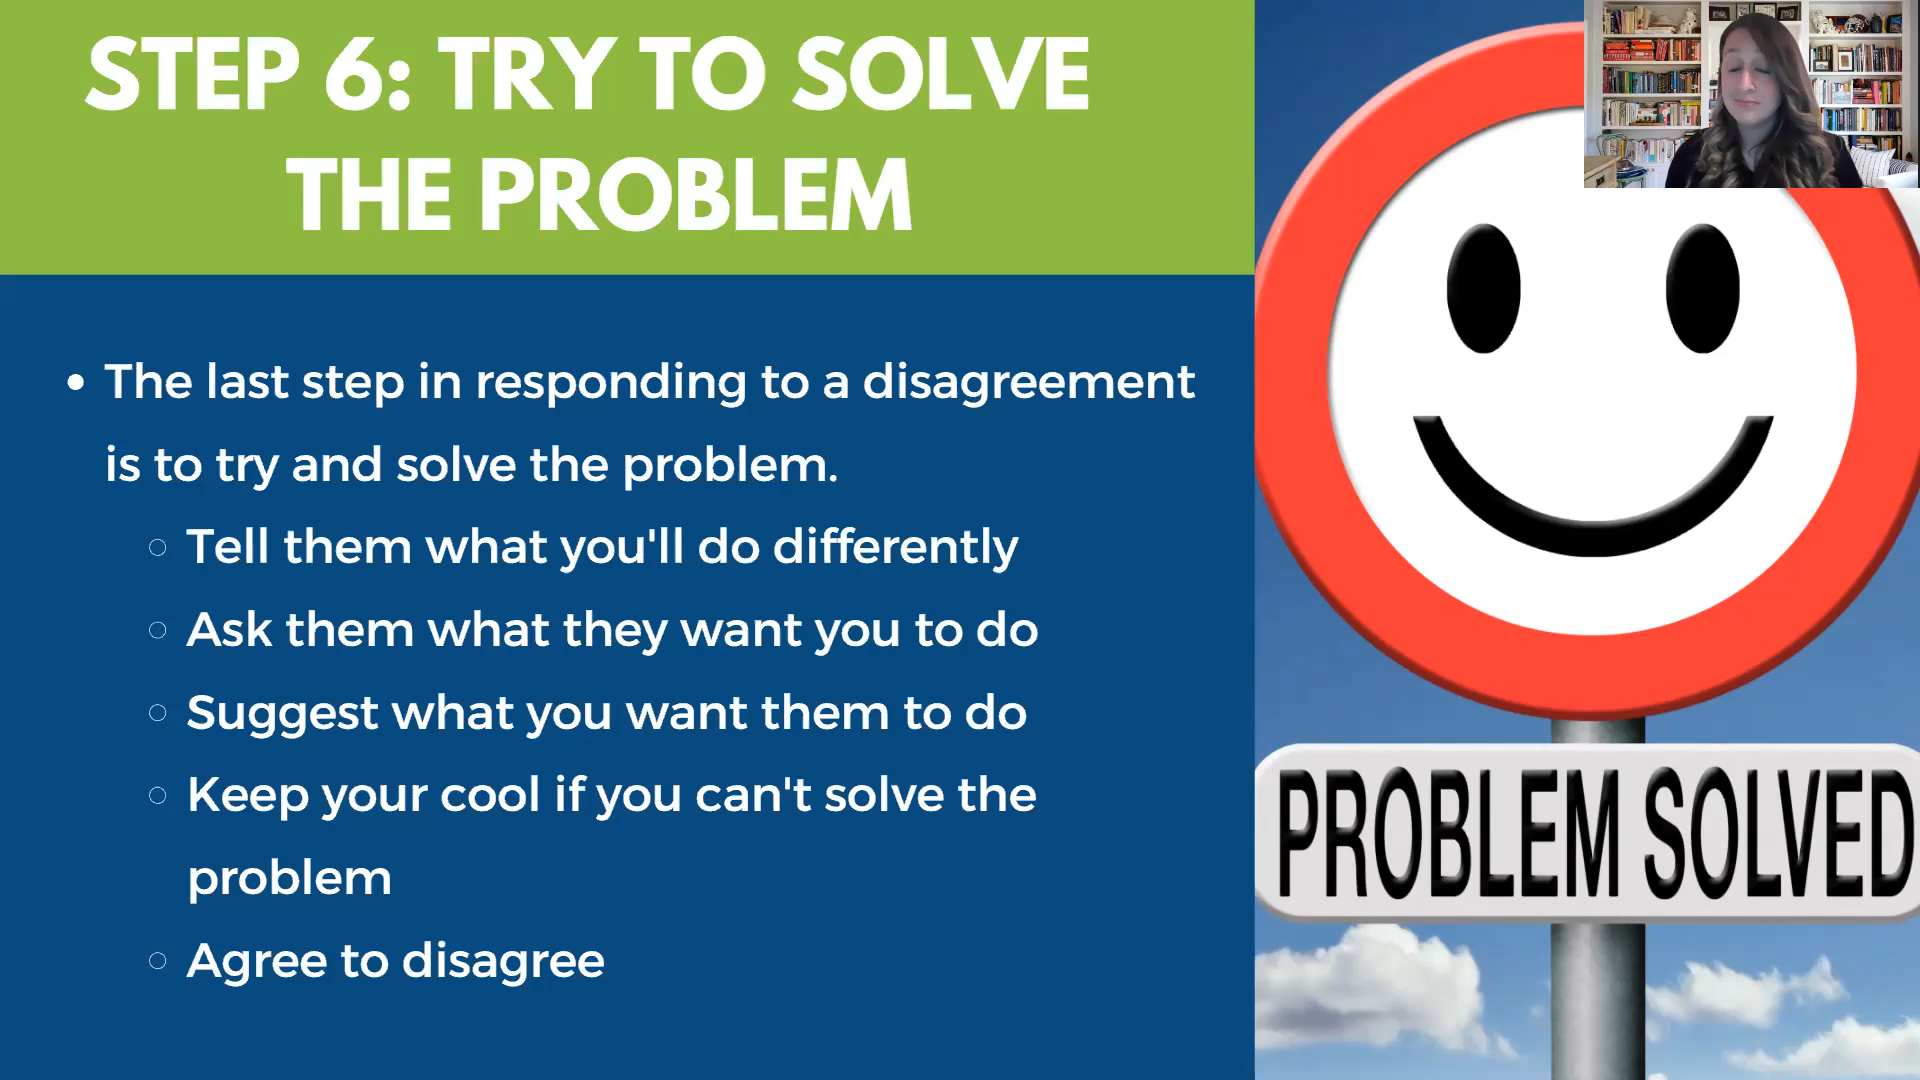 STEP 6: TRY TO SOLVE
THE PROBLEM
• The last step in responding to a disagreement
is to try and solve the problem.
○ Tell them what you'll do differently
○ Ask them what they want you to do
○ Suggest what you want them to do
○ Keep your cool if you can't solve the
problem
○ Agree to disagree
PROBLEM SOLVED